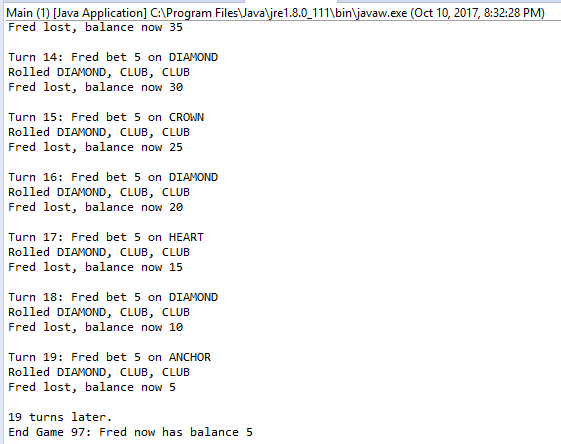 Main (1) [Java Application] C:\Program Files\Java\jre1.8.0_111\bin\javaw.exe (Oct 10, 2017, 8:32:28 PM)
Fred lost, balance now 35
Turn 14: Fred bet 5 on DIAMOND
Rolled DIAMOND, CLUB, CLUB
Fred lost, balance now 30
Turn 15: Fred bet 5 on CROWN
Rolled DIAMOND, CLUB, CLUB
Fred lost, balance now 25
Turn 16: Fred bet 5 on DIAMOND
Rolled DIAMOND, CLUB, CLUB
Fred lost, balance now 20
Turn 17: Fred bet 5 on HEART
Rolled DIAMOND, CLUB, CLUB
Fred lost, balance now 15
Turn 18: Fred bet 5 on DIAMOND
Rolled DIAMOND, CLUB, CLUB
Fred lost, balance now 10
Turn 19: Fred bet 5 on ANCHOR
Rolled DIAMOND, CLUB, CLUB
Fred lost, balance now 5
19 turns later.
End Game 97: Fred now has balance 5